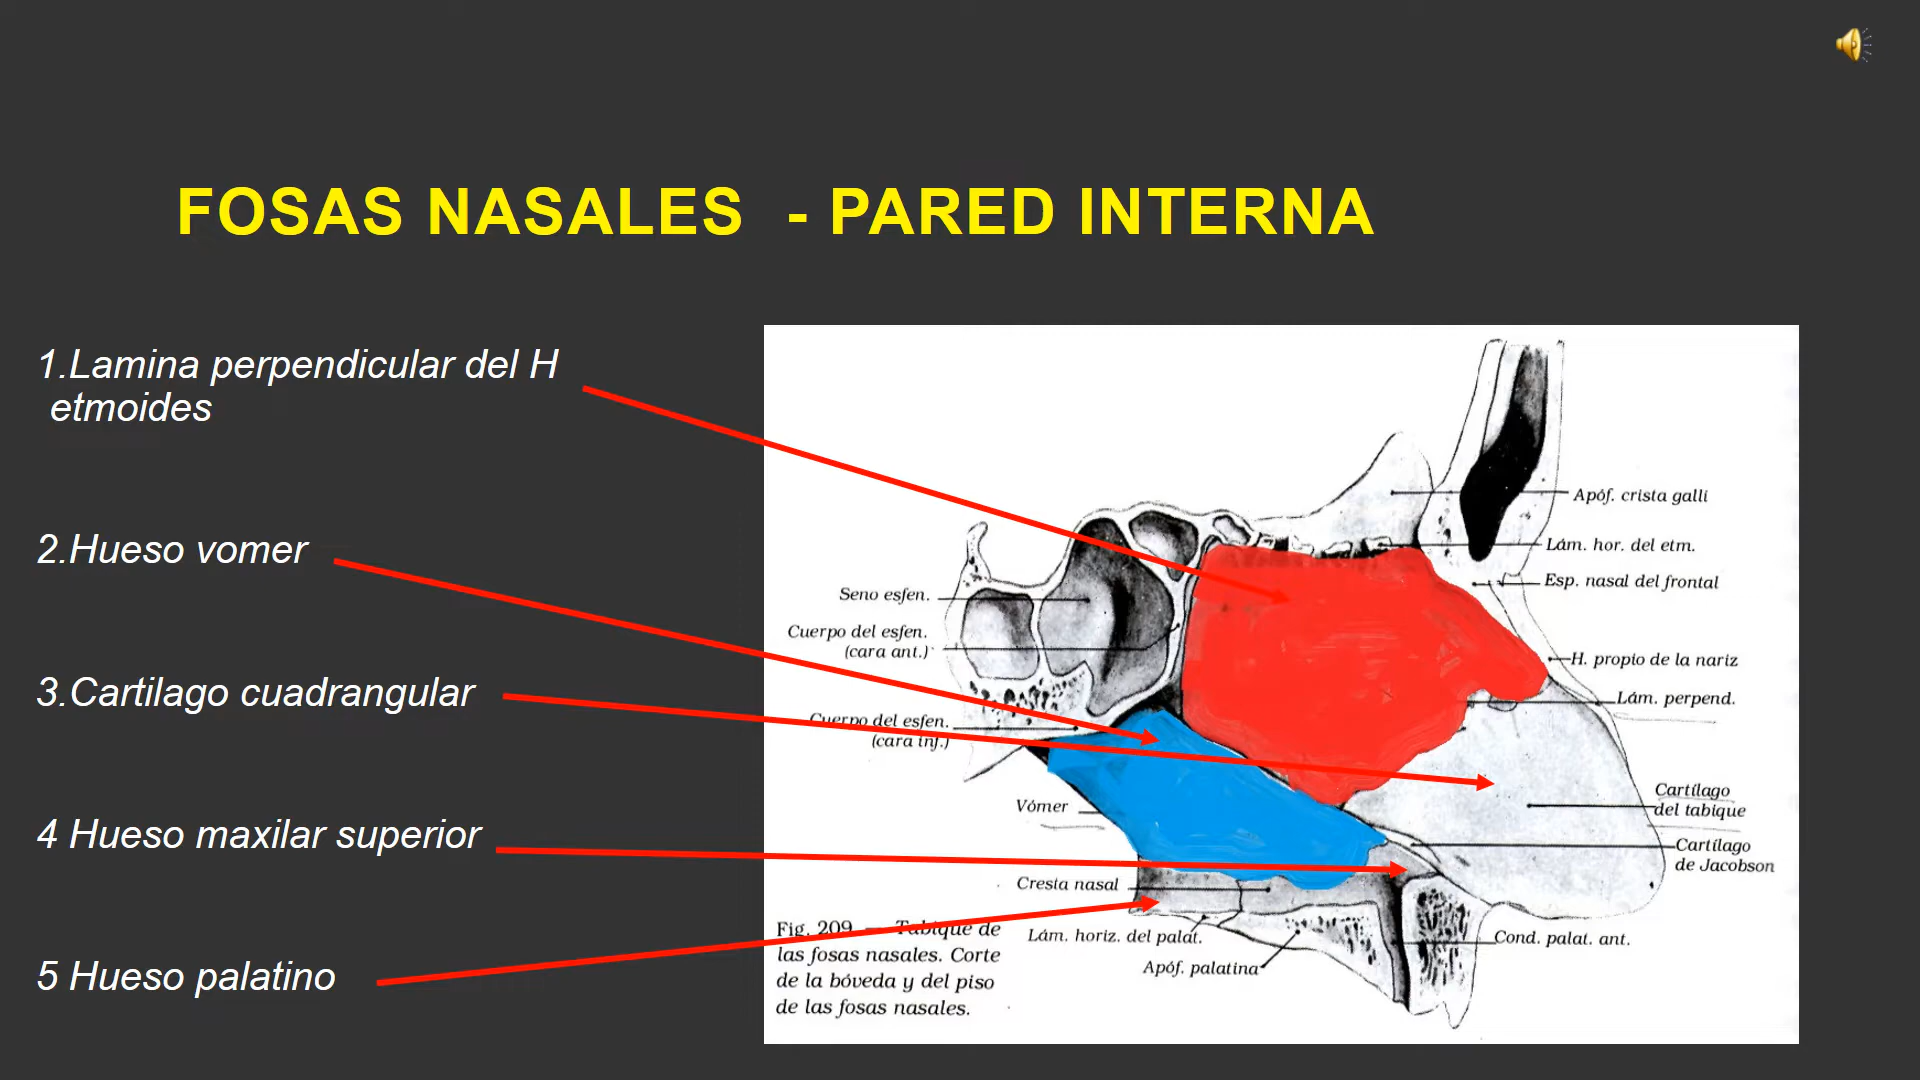 FOSAS NASALES - PARED INTERNA
1.Lamina perpendicular del H
etmoides
2.Hueso vomer
3.Cartilago cuadrangular
4 Hueso maxilar superior
5 Hueso palatino
Apóf. crista galli
Lám. hor. del etm.
Esp. nasal del frontal
Seno esfen.
Cuerpo del esfen.
(cara ant.)
H. propio de la nariz
Lám. perpend.
Cuerpo del esfen.
(cara inf.)
Vómer
Cartílago
del tabique
Cartílago
de Jacobson
Cresta nasal
Lám. horiz. del palat.
Cond. palat. ant.
Apóf. palatina
Fig. 209 — Tabique de
las fosas nasales. Corte
de la bóveda y del piso
de las fosas nasales.